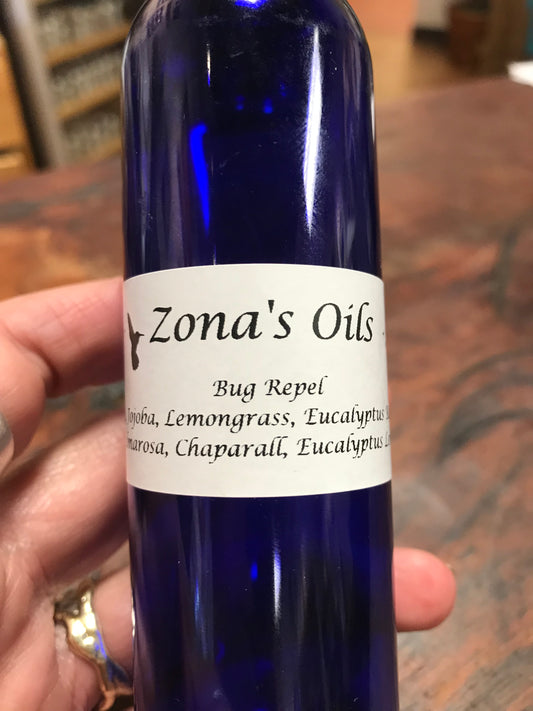 Zona's Oils
Bug Repel
Jojoba, Lemongrass, Eucalyptus
Chaparall, Eucalyptus